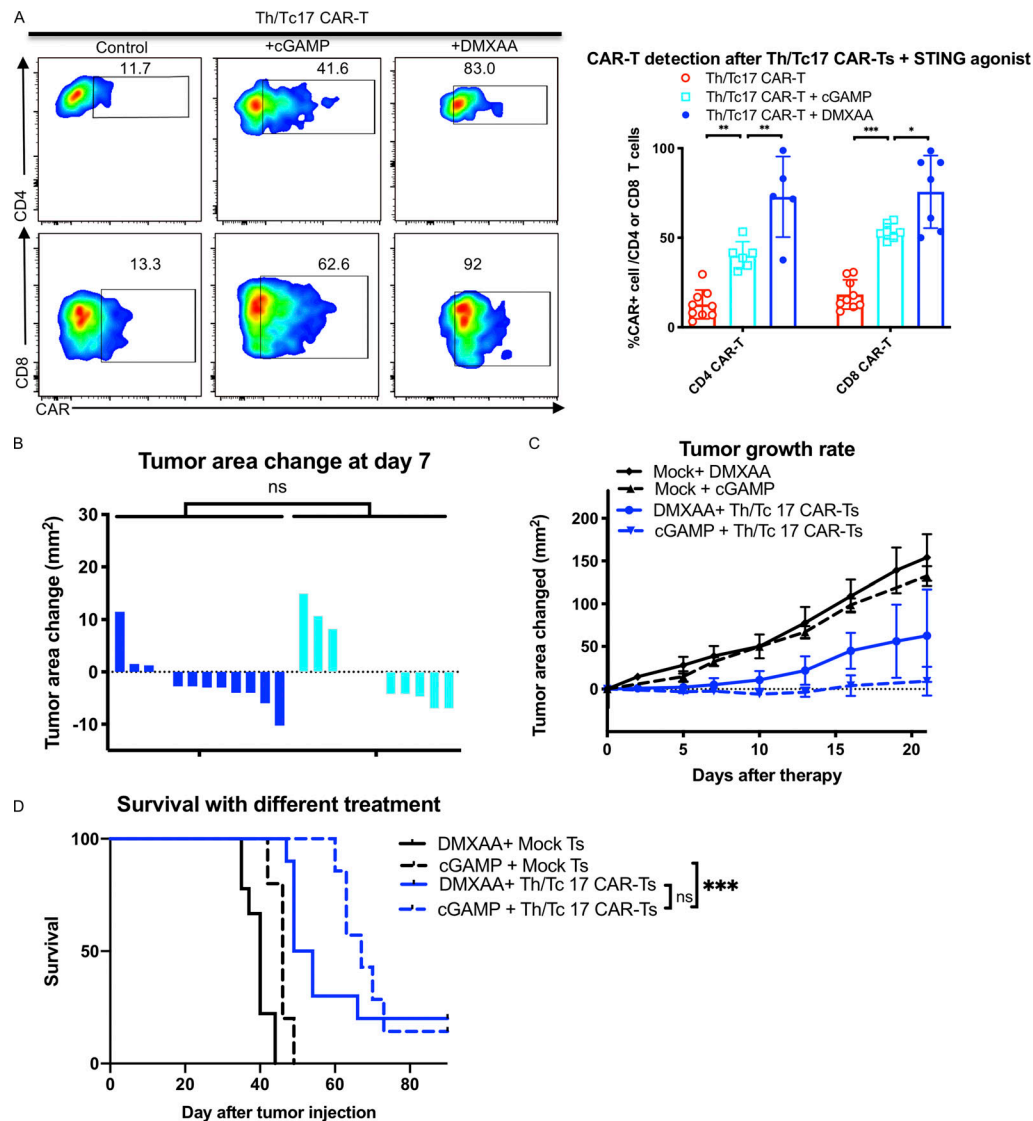 A
Th/Tc17 CAR-T
Control +cGAMP +DMXAA
11.7 41.6 83.0
CD4
13.3 62.6 92
CD8
CAR
CAR-T detection after Th/Tc17 CAR-Ts + STING agonist
Th/Tc17 CAR-T
Th/Tc17 CAR-T + cGAMP
Th/Tc17 CAR-T + DMXAA
** ** *** *
100
50
0
%CAR+ cell /CD4 or CD8 T cells
CD4 CAR-T
CD8 CAR-T
B
Tumor area change at day 7
ns
30
20
10
0
-10
Tumor area change (mm²)
C
Tumor growth rate
Mock+ DMXAA
Mock + cGAMP
DMXAA+ Th/Tc 17 CAR-Ts
cGAMP + Th/Tc 17 CAR-Ts
200
150
100
50
0
Tumor area changed (mm²)
0 5 10 15 20
Days after therapy
D
Survival with different treatment
DMXAA+ Mock Ts
cGAMP + Mock Ts
DMXAA+ Th/Tc 17 CAR-Ts
cGAMP + Th/Tc 17 CAR-Ts
ns ***
100
50
0
Survival
0 20 40 60 80
Day after tumor injection